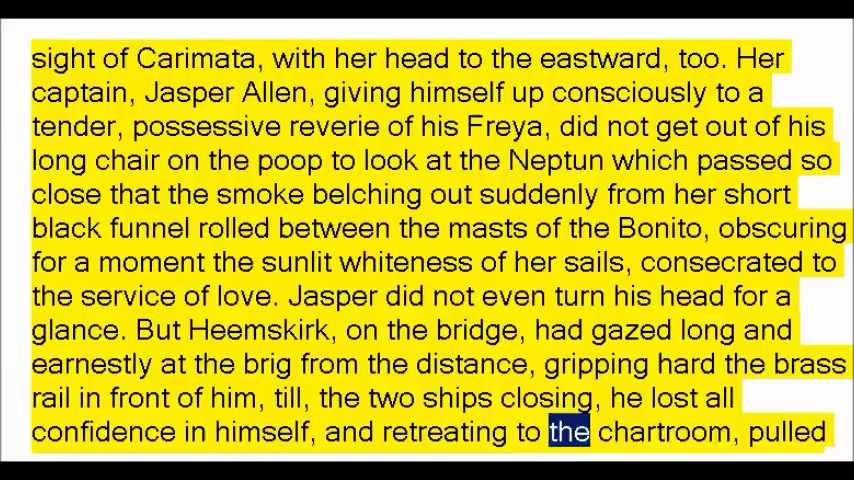 sight of Carimata, with her head to the eastward, too. Her
captain, Jasper Allen, giving himself up consciously to a
tender, possessive reverie of his Freya, did not get out of his
long chair on the poop to look at the Neptun which passed so
close that the smoke belching out suddenly from her short
black funnel rolled between the masts of the Bonito, obscuring
for a moment the sunlit whiteness of her sails, consecrated to
the service of love. Jasper did not even turn his head for a
glance. But Heemskirk, on the bridge, had gazed long and
earnestly at the brig from the distance, gripping hard the brass
rail in front of him, till, the two ships closing, he lost all
confidence in himself, and retreating to the chartroom, pulled